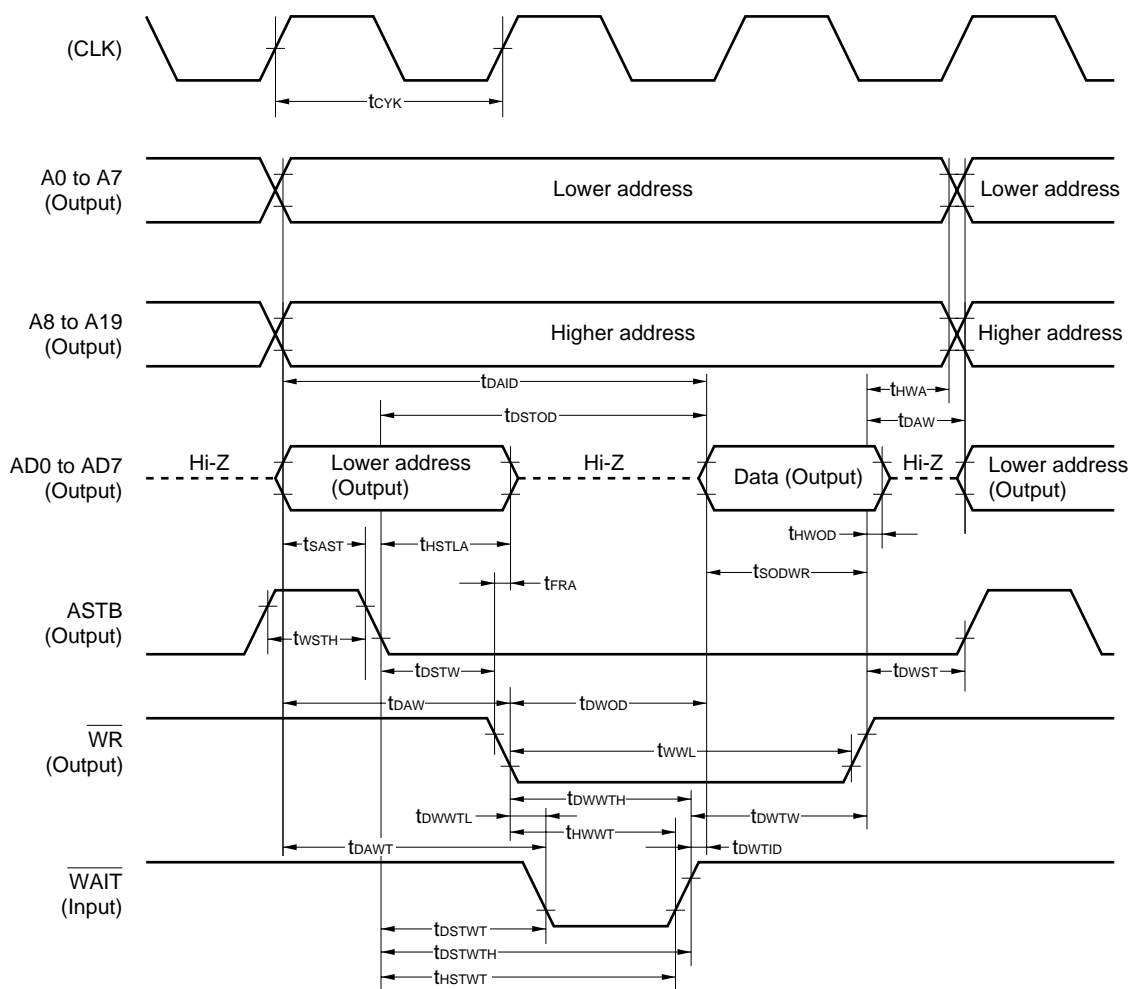 (CLK)
tCYK
A0 to A7
(Output)
Lower address
Lower address
A8 to A19
(Output)
Higher address
Higher address
tDAID
tHWA
tDSTOD
tDAW
AD0 to AD7
(Output)
Hi-Z
Lower address
(Output)
Hi-Z
Data (Output)
Hi-Z
Lower address
(Output)
tSAST
tHSTLA
tHWOD
tFRA
tSODWR
ASTB
(Output)
tWSTH
tDSTW
tDWST
tDAW
tDWOD
WR
(Output)
tWWL
tDWWTH
tDWWTL
tDWTW
tHWWT
tDAWT
tDWTID
WAIT
(Input)
tDSTWT
tDSTWTH
tHSTWT